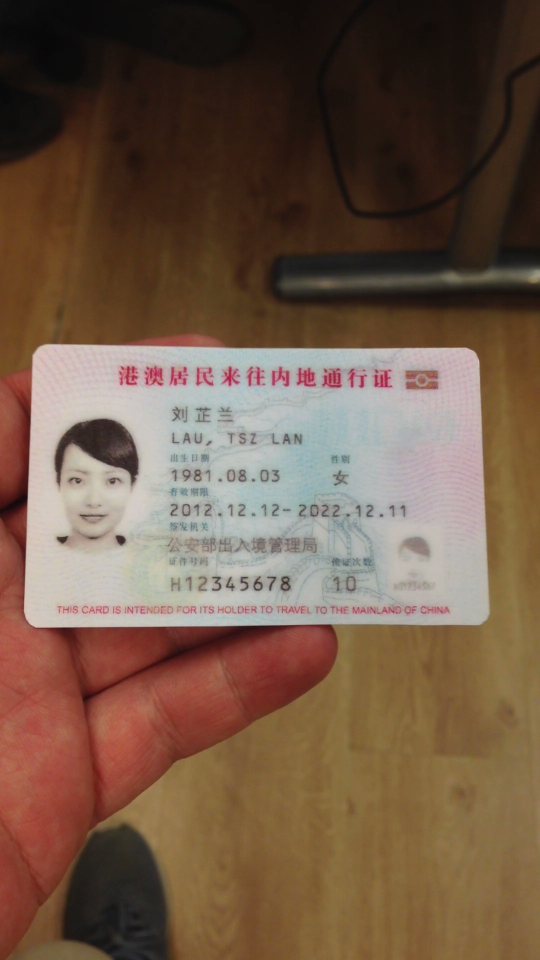 港澳居民来往内地通行证
刘芷兰
LAU, TSZ LAN
出生日期 性别
1981.08.03 女
有效期限
2012.12.12-2022.12.11
签发机关
公安部出入境管理局
证件号码 换证次数
H12345678 10
THIS CARD IS INTENDED FOR ITS HOLDER TO TRAVEL TO THE MAINLAND OF CHINA